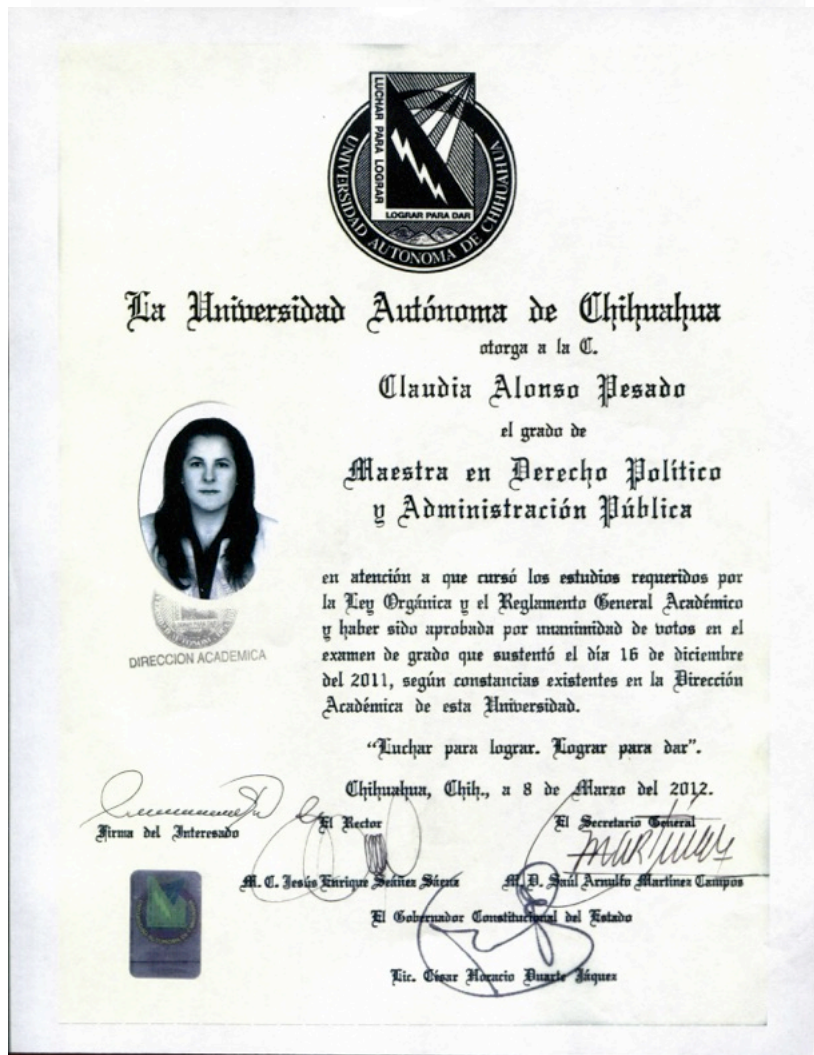 LUCHAR PARA LOGRAR
LOGRAR PARA DAR
UNIVERSIDAD AUTONOMA DE CHIHUAHUA
La Universidad Autónoma de Chihuahua
otorga a la C.
Claudia Alonso Pesado
el grado de
Maestra en Derecho Político
y Administración Pública
en atención a que cursó los estudios requeridos por
la Ley Orgánica y el Reglamento General Académico
y haber sido aprobada por unanimidad de votos en el
examen de grado que sustentó el día 16 de diciembre
del 2011, según constancias existentes en la Dirección
Académica de esta Universidad.
DIRECCION ACADEMICA
“Luchar para lograr. Lograr para dar”.
Chihuahua, Chih., a 8 de Marzo del 2012.
Firma del Interesado
El Rector
El Secretario General
M. C. Jesús Enrique Seáñez Sáenz
M. D. Saúl Arnulfo Martínez Campos
El Gobernador Constitucional del Estado
Lic. César Horacio Duarte Jáquez